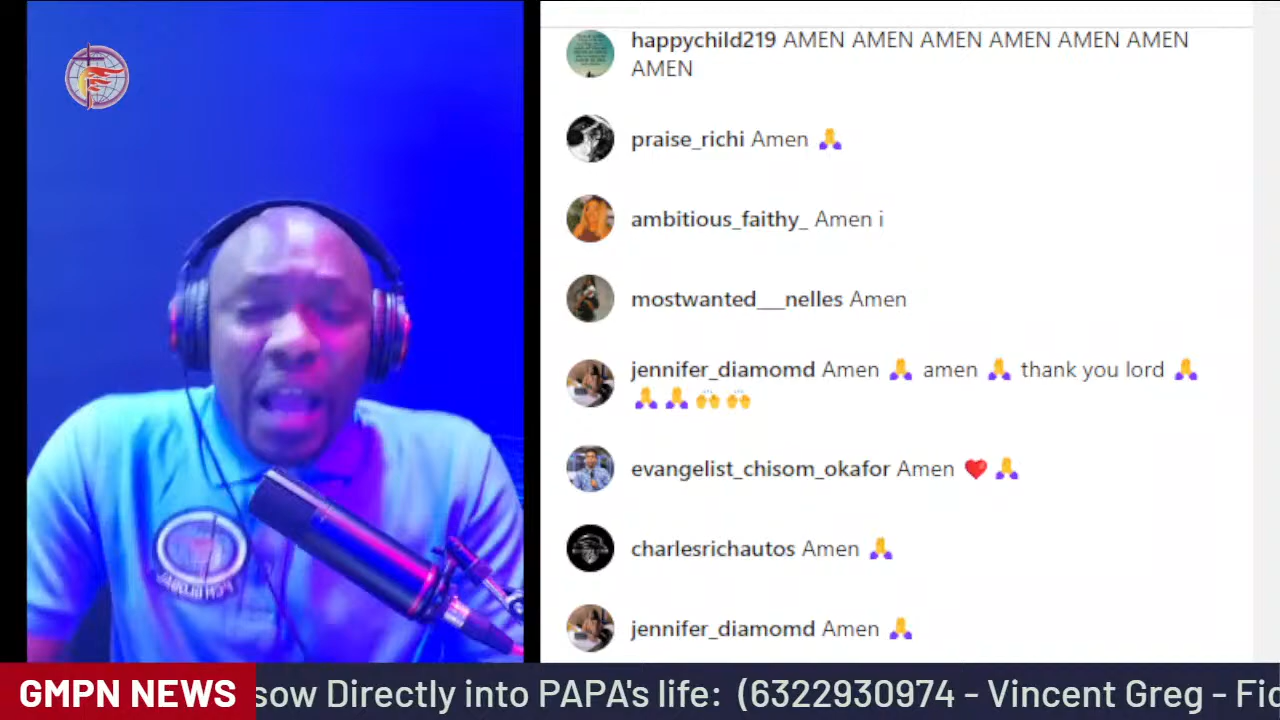 happychild219 AMEN AMEN AMEN AMEN AMEN AMEN
AMEN
praise_richi Amen 🙏
ambitious_faithy_ Amen i
mostwanted___nelles Amen
jennifer_diamomd Amen 🙏 amen 🙏 thank you lord 🙏
🙏🙏🙌🙌
evangelist_chisom_okafor Amen ❤️🙏
charlesrichautos Amen 🙏
jennifer_diamomd Amen 🙏
GMPN NEWS sow Directly into PAPA's life: (6322930974 - Vincent Greg - Fid